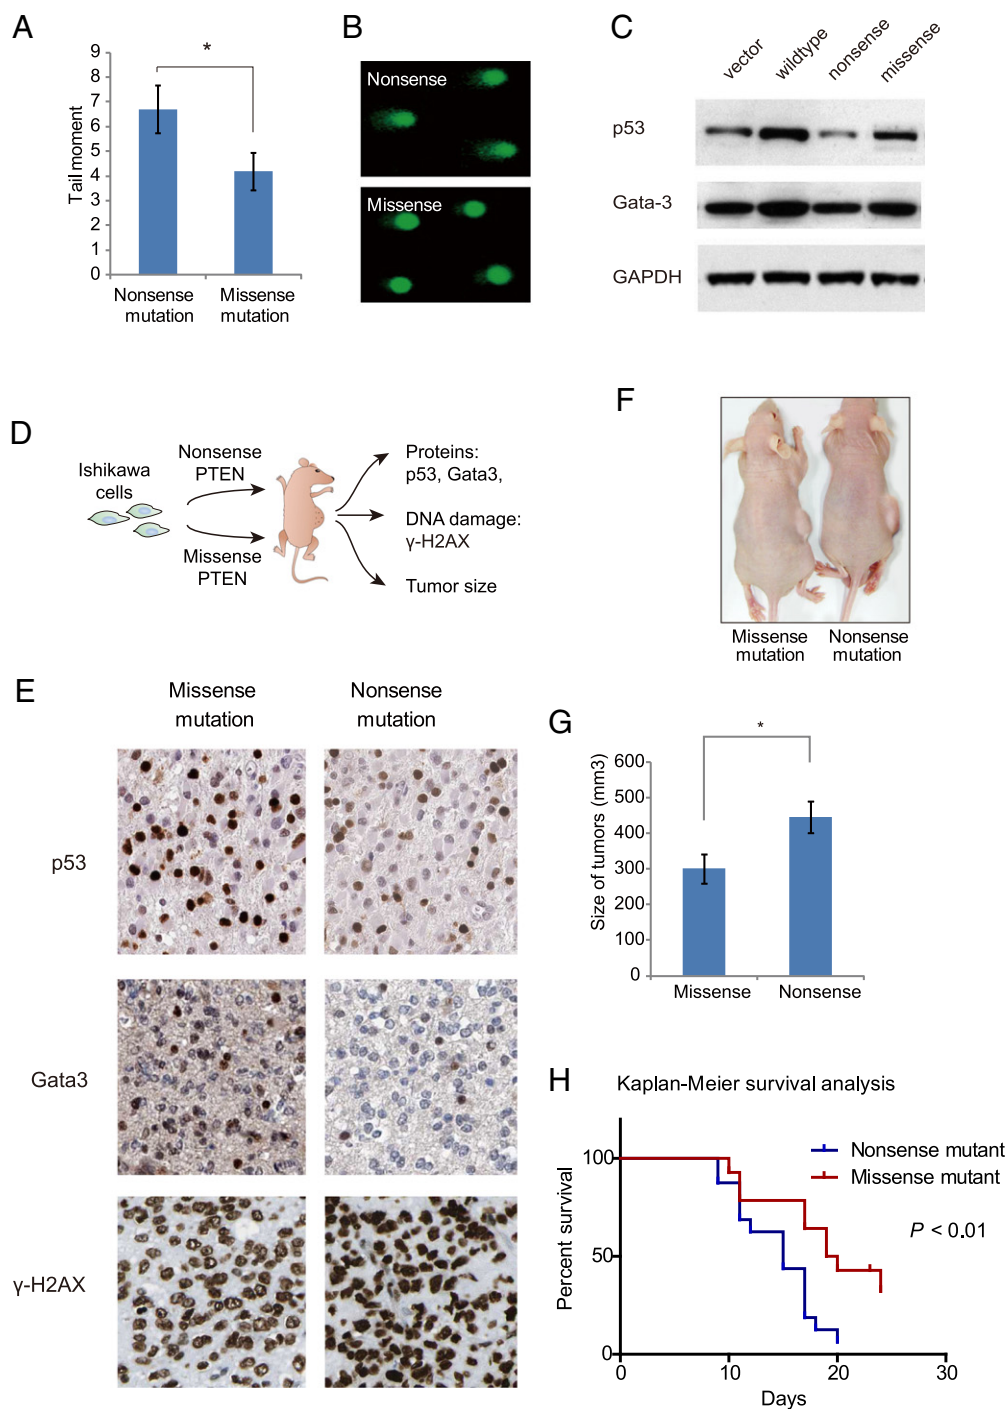 A
*
9
8
7
6
5
4
3
2
1
0
Tail moment
Nonsense
mutation
Missense
mutation
B
Nonsense
Missense
C
vector
wildtype
nonsense
missense
p53
Gata-3
GAPDH
D
Ishikawa
cells
Nonsense
PTEN
Missense
PTEN
Proteins:
p53, Gata3,
DNA damage:
γ-H2AX
Tumor size
F
Missense
mutation
Nonsense
mutation
E
Missense
mutation
Nonsense
mutation
p53
Gata3
γ-H2AX
G
*
600
500
400
300
200
100
0
Size of tumors (mm3)
Missense
Nonsense
H
Kaplan-Meier survival analysis
100
50
0
Percent survival
Nonsense mutant
Missense mutant
P < 0.01
0
10
20
30
Days